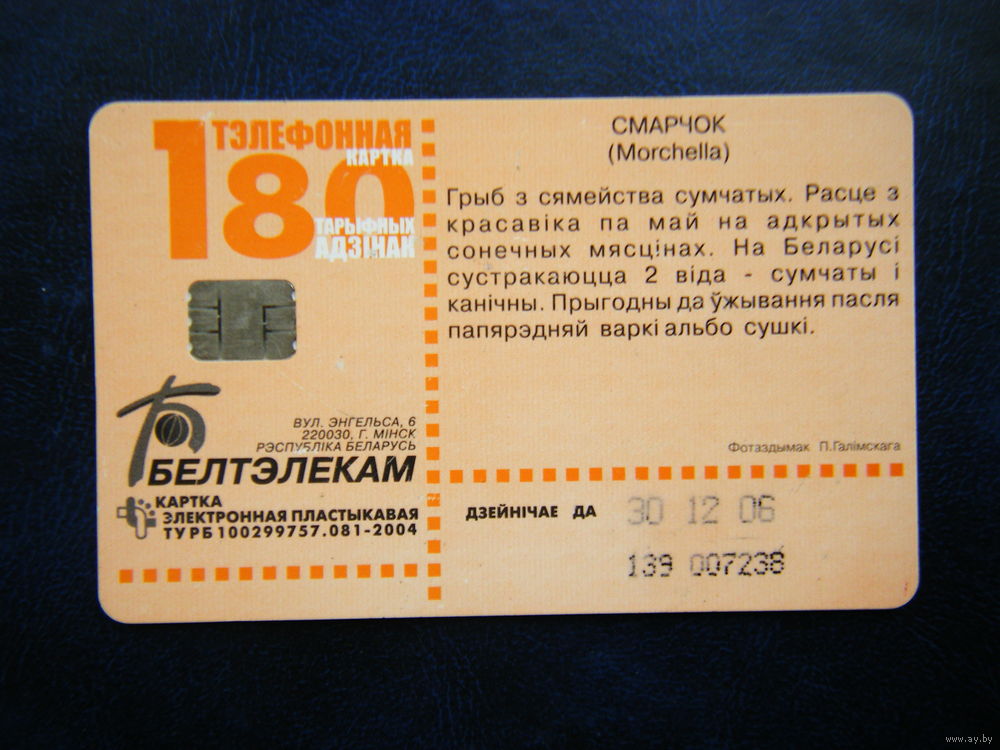 ТЭЛЕФОННАЯ
КАРТКА
180
ТАРЫФНЫХ
АДЗІНАК
ВУЛ. ЭНГЕЛЬСА, 6
220030, Г. МІНСК
РЭСПУБЛІКА БЕЛАРУСЬ
БЕЛТЭЛЕКАМ
КАРТКА
ЭЛЕКТРОННАЯ ПЛАСТЫКАВАЯ
ТУ РБ 100299757.081-2004
СМАРЧОК
(Morchella)
Грыб з сямейства сумчатых. Расце з
красавіка па май на адкрытых
сонечных мясцінах. На Беларусі
сустракаюцца 2 віда - сумчаты і
канічны. Прыгодны да ўжывання пасля
папярэдняй варкі альбо сушкі.
Фотаздымак П.Галімскага
ДЗЕЙНІЧАЕ ДА 30 12 06
139 007238
www.ay.by